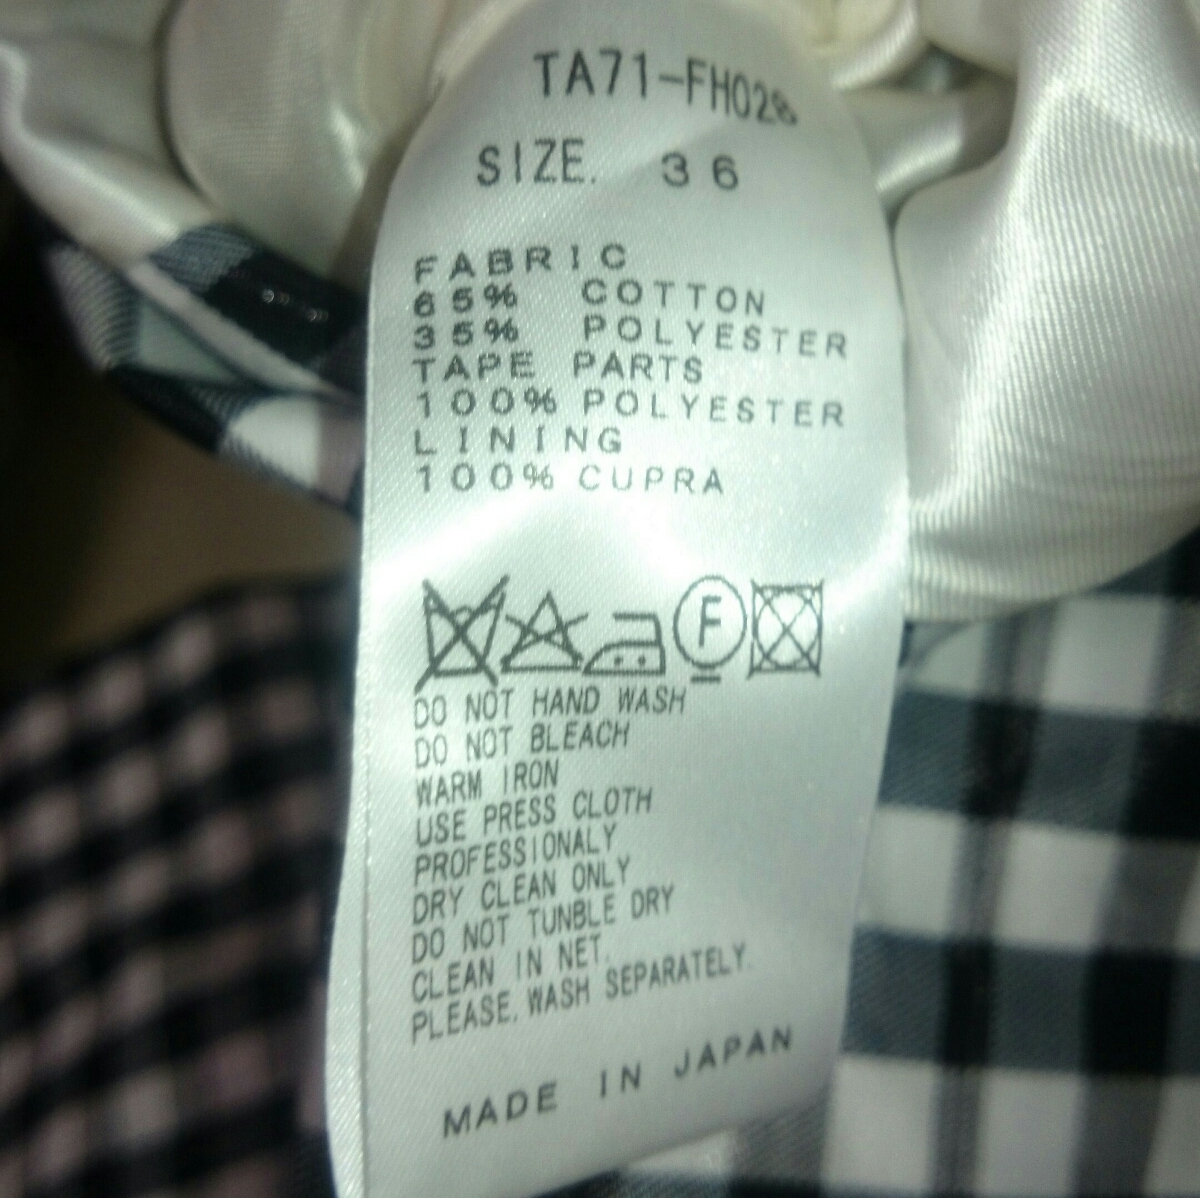 TA71-FH028
SIZE. 36
FABRIC
65% COTTON
35% POLYESTER
TAPE PARTS
100% POLYESTER
LINING
100% CUPRA
F
DO NOT HAND WASH
DO NOT BLEACH
WARM IRON
USE PRESS CLOTH
PROFESSIONALY
DRY CLEAN ONLY
DO NOT TUNBLE DRY
CLEAN IN NET.
PLEASE. WASH SEPARATELY.
MADE IN JAPAN